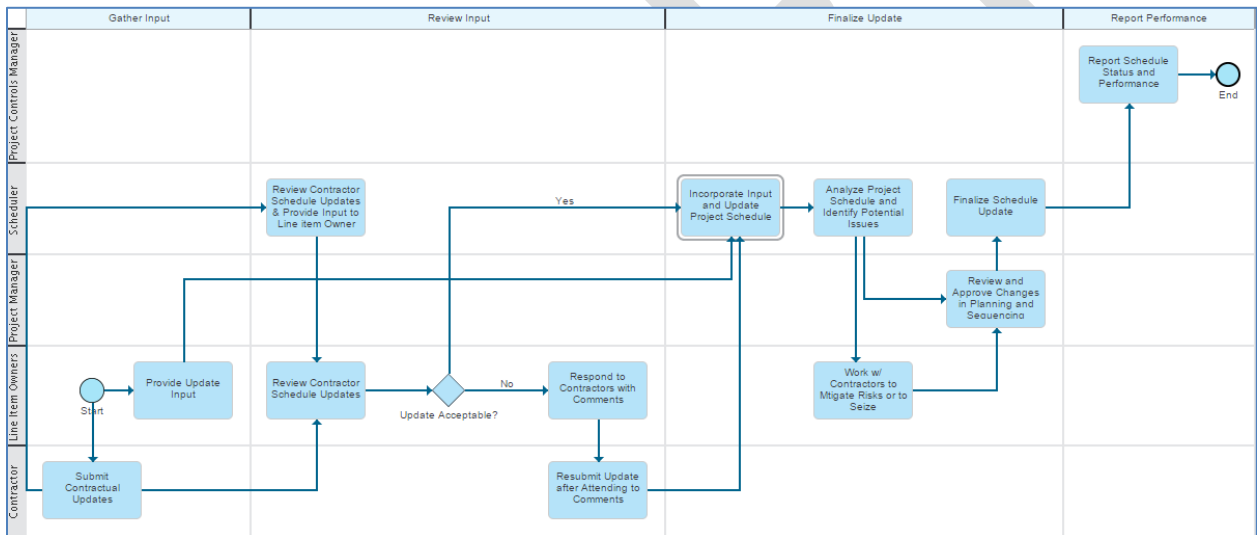 Gather Input
Review Input
Finalize Update
Report Performance
Project Controls Manager
Report Schedule
Status and
Performance
End
Scheduler
Review Contractor
Schedule Updates
& Provide Input to
Line item Owner
Yes
Incorporate Input
and Update
Project Schedule
Analyze Project
Schedule and
Identify Potential
Issues
Finalize Schedule
Update
Project Manager
Review and
Approve Changes
in Planning and
Sequencing
Line Item Owners
Start
Provide Update
Input
Review Contractor
Schedule Updates
Update Acceptable?
No
Respond to
Contractors with
Comments
Work w/
Contractors to
Mtigate Risks or to
Seize
Contractor
Submit
Contractual
Updates
Resubmit Update
after Attending to
Comments